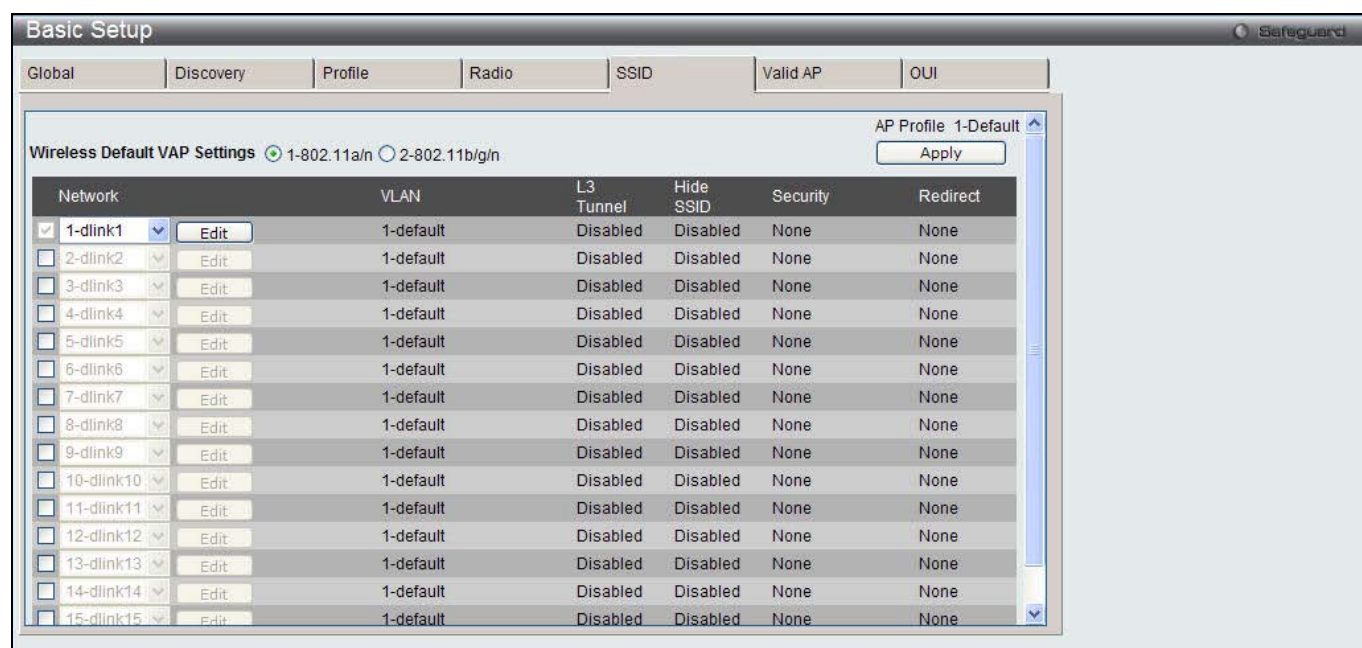 Basic Setup
Safeguard
Global Discovery Profile Radio SSID Valid AP OUI
AP Profile 1-Default
Wireless Default VAP Settings 1-802.11a/n 2-802.11b/g/n Apply
Network VLAN L3 Tunnel Hide SSID Security Redirect
1-dlink1 Edit 1-default Disabled Disabled None None
2-dlink2 Edit 1-default Disabled Disabled None None
3-dlink3 Edit 1-default Disabled Disabled None None
4-dlink4 Edit 1-default Disabled Disabled None None
5-dlink5 Edit 1-default Disabled Disabled None None
6-dlink6 Edit 1-default Disabled Disabled None None
7-dlink7 Edit 1-default Disabled Disabled None None
8-dlink8 Edit 1-default Disabled Disabled None None
9-dlink9 Edit 1-default Disabled Disabled None None
10-dlink10 Edit 1-default Disabled Disabled None None
11-dlink11 Edit 1-default Disabled Disabled None None
12-dlink12 Edit 1-default Disabled Disabled None None
13-dlink13 Edit 1-default Disabled Disabled None None
14-dlink14 Edit 1-default Disabled Disabled None None
15-dlink15 Edit 1-default Disabled Disabled None None